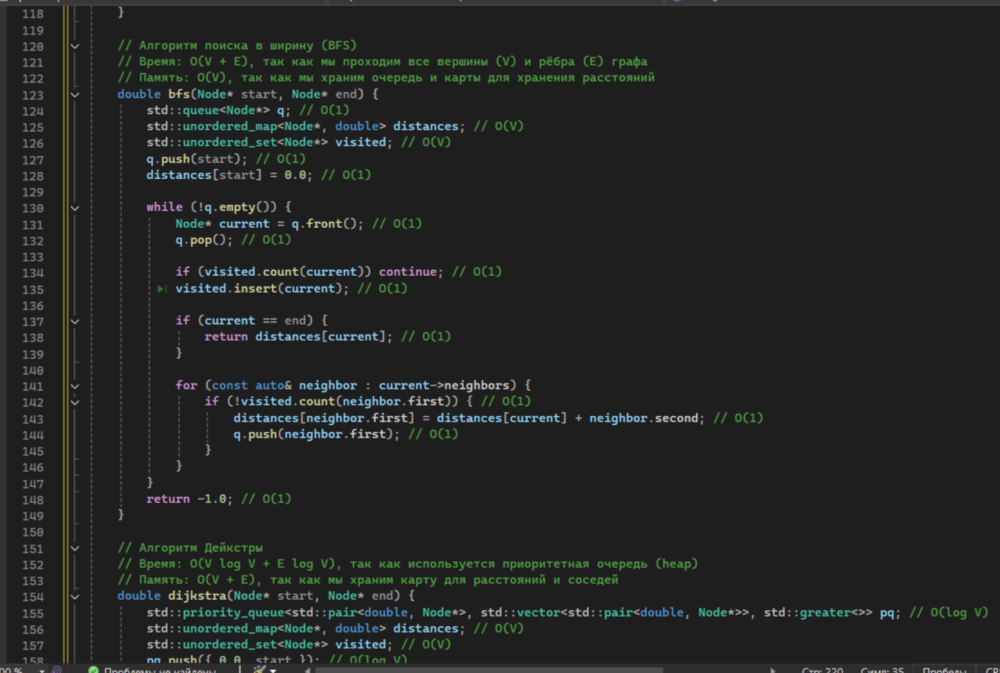 118 }
119
120 // Алгоритм поиска в ширину (BFS)
121 // Время: O(V + E), так как мы проходим все вершины (V) и рёбра (E) графа
122 // Память: O(V), так как мы храним очередь и карты для хранения расстояний
123 double bfs(Node* start, Node* end) {
124 std::queue<Node*> q; // O(1)
125 std::unordered_map<Node*, double> distances; // O(V)
126 std::unordered_set<Node*> visited; // O(V)
127 q.push(start); // O(1)
128 distances[start] = 0.0; // O(1)
129
130 while (!q.empty()) {
131 Node* current = q.front(); // O(1)
132 q.pop(); // O(1)
133
134 if (visited.count(current)) continue; // O(1)
135 visited.insert(current); // O(1)
136
137 if (current == end) {
138 return distances[current]; // O(1)
139 }
140
141 for (const auto& neighbor : current->neighbors) {
142 if (!visited.count(neighbor.first)) { // O(1)
143 distances[neighbor.first] = distances[current] + neighbor.second; // O(1)
144 q.push(neighbor.first); // O(1)
145 }
146 }
147 }
148 return -1.0; // O(1)
149 }
150
151 // Алгоритм Дейкстры
152 // Время: O(V log V + E log V), так как используется приоритетная очередь (heap)
153 // Память: O(V + E), так как мы храним карту для расстояний и соседей
154 double dijkstra(Node* start, Node* end) {
155 std::priority_queue<std::pair<double, Node*>, std::vector<std::pair<double, Node*>>, std::greater<>> pq; // O(log V)
156 std::unordered_map<Node*, double> distances; // O(V)
157 std::unordered_set<Node*> visited; // O(V)
158 pq.push({ 0.0, start }); // O(log V)
00 % Проблемы не найдены Стр: 220 Симв: 35 Пробелы CR